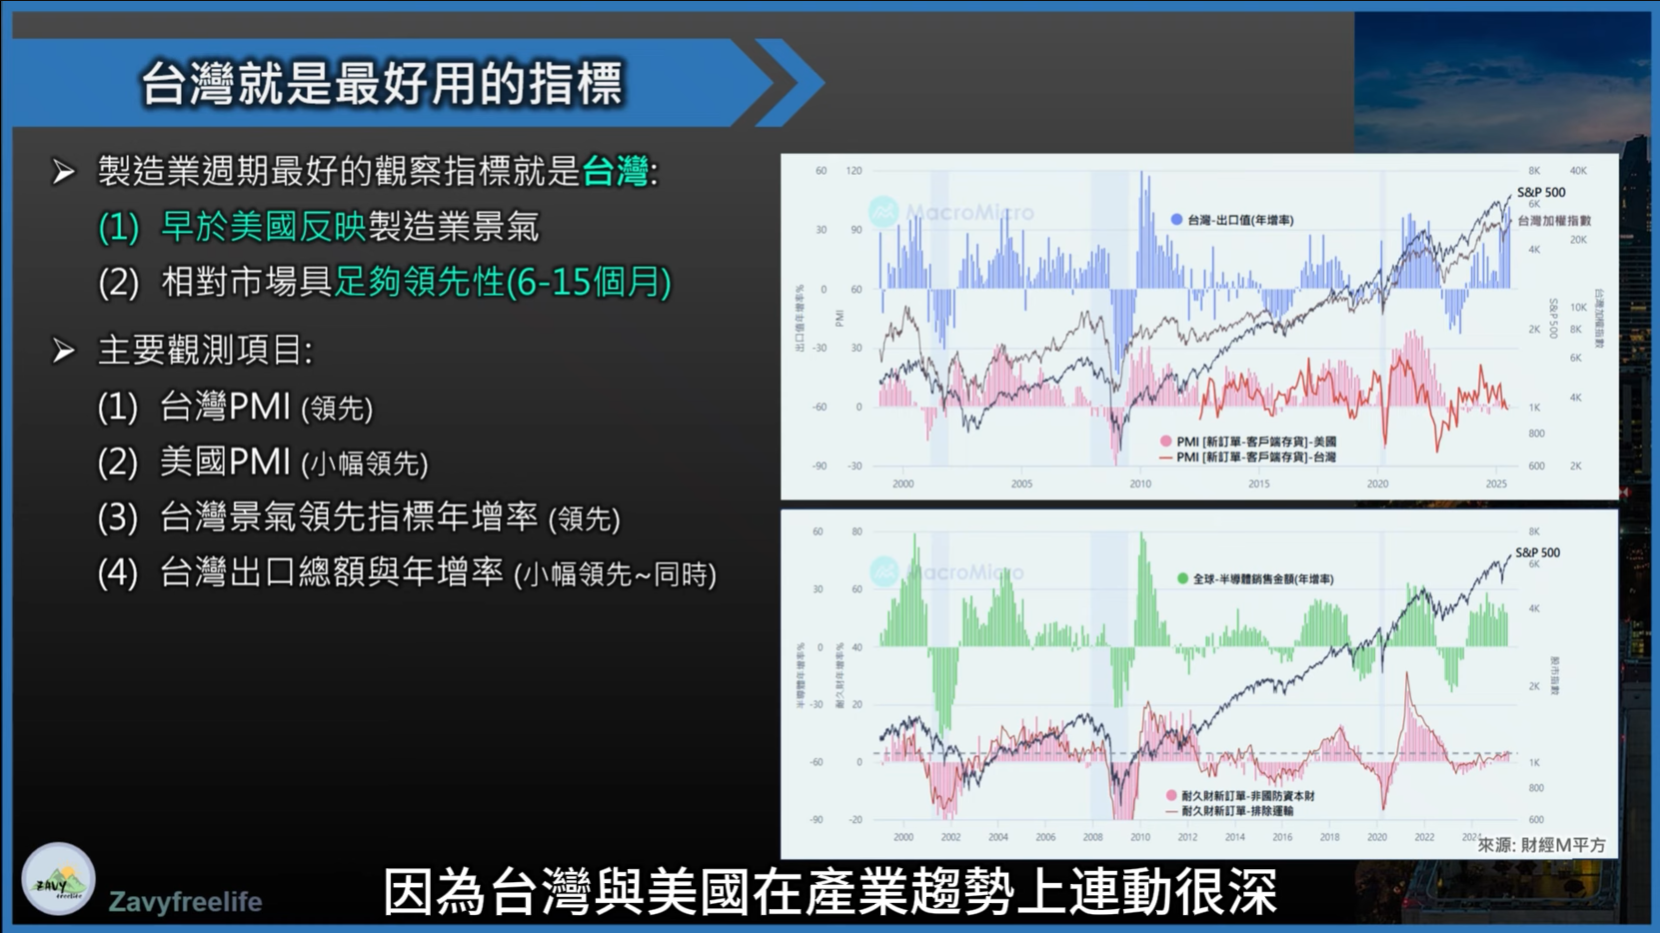 台灣就是最好用的指標
➤ 製造業週期最好的觀察指標就是台灣:
(1) 早於美國反映製造業景氣
(2) 相對市場具足夠領先性(6-15個月)
➤ 主要觀測項目:
(1) 台灣PMI (領先)
(2) 美國PMI (小幅領先)
(3) 台灣景氣領先指標年增率 (領先)
(4) 台灣出口總額與年增率 (小幅領先~同時)
60 120 8K 40K
S&P 500
MacroMicro
台灣-出口值(年增率)
6K
台灣加權指數
30 90 20K
4K
0 60
出口值年增率%
PMI
10K
S&P 500
台灣加權指數
2K 8K
-30 30
6K
4K
-60 0 1K
800
PMI [新訂單-客戶端存貨]-美國
PMI [新訂單-客戶端存貨]-台灣
-90 -30 600 2K
2000 2005 2010 2015 2020 2025
60 80 8K
S&P 500
6K
MacroMicro
全球-半導體銷售金額(年增率)
30 60
4K
0 40
半導體年增率%
耐久財年增率%
股市指數
2K
-30 20
-60 0 1K
800
耐久財新訂單-非國防資本財
耐久財新訂單-排除運輸
-90 -20 600
2000 2002 2004 2006 2008 2010 2012 2014 2016 2018 2020 2022
來源: 財經M平方
ZAVY
freelife
Zavyfreelife
因為台灣與美國在產業趨勢上連動很深